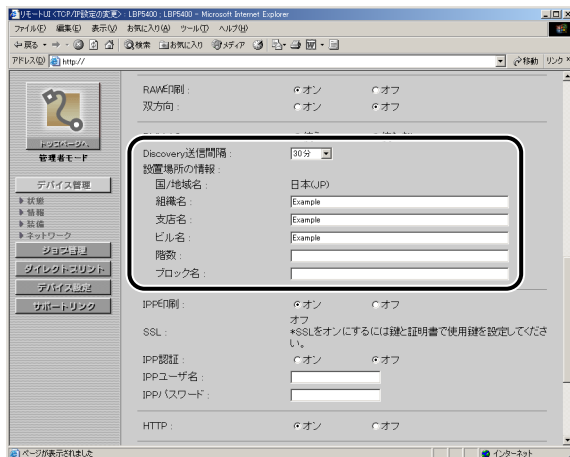 リモートUI <TCP/IP設定の変更> : LBP5400 ; LBP5400 - Microsoft Internet Explorer
ファイル(F) 編集(E) 表示(V) お気に入り(A) ツール(T) ヘルプ(H)
戻る 検索 お気に入り メディア
アドレス(D) http:// 移動 リンク
トップページへ
管理者モード
デバイス管理
状態
情報
装備
ネットワーク
ジョブ管理
ダイレクトプリント
デバイス設定
サポートリンク
RAW印刷 : オン オフ
双方向 : オン オフ
Discovery送信間隔 : 30分
設置場所の情報 :
国/地域名 : 日本(JP)
組織名 : Example
支店名 : Example
ビル名 : Example
階数 :
ブロック名 :
IPP印刷 : オン オフ
SSL : オフ
*SSLをオンにするには鍵と証明書で使用鍵を設定してください。
IPP認証 : オン オフ
IPPユーザ名 :
IPPパスワード :
HTTP : オン オフ
ページが表示されました インターネット